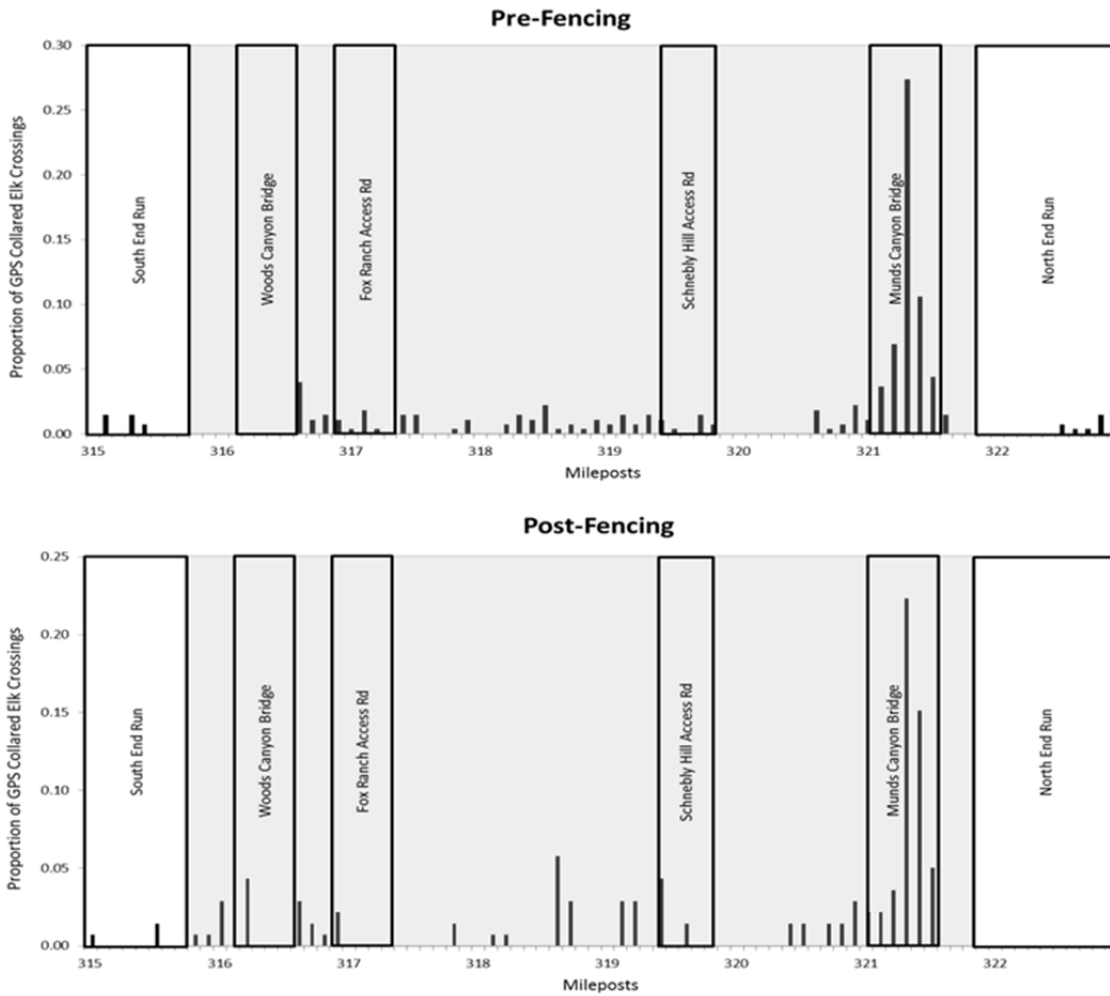 Pre-Fencing
Proportion of GPS Collared Elk Crossings
0.30
0.25
0.20
0.15
0.10
0.05
0.00
South End Run
Woods Canyon Bridge
Fox Ranch Access Rd
Schnebly Hill Access Rd
Munds Canyon Bridge
North End Run
315 316 317 318 319 320 321 322
Mileposts
Post-Fencing
Proportion of GPS Collared Elk Crossings
0.25
0.20
0.15
0.10
0.05
0.00
South End Run
Woods Canyon Bridge
Fox Ranch Access Rd
Schnebly Hill Access Rd
Munds Canyon Bridge
North End Run
315 316 317 318 319 320 321 322
Mileposts